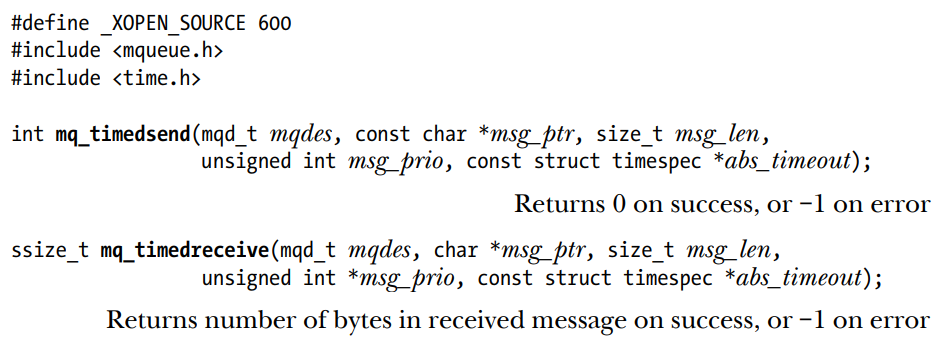 #define _XOPEN_SOURCE 600
#include <mqueue.h>
#include <time.h>
int mq_timedsend(mqd_t mqdes, const char *msg_ptr, size_t msg_len,
unsigned int msg_prio, const struct timespec *abs_timeout);
Returns 0 on success, or −1 on error
ssize_t mq_timedreceive(mqd_t mqdes, char *msg_ptr, size_t msg_len,
unsigned int *msg_prio, const struct timespec *abs_timeout);
Returns number of bytes in received message on success, or −1 on error